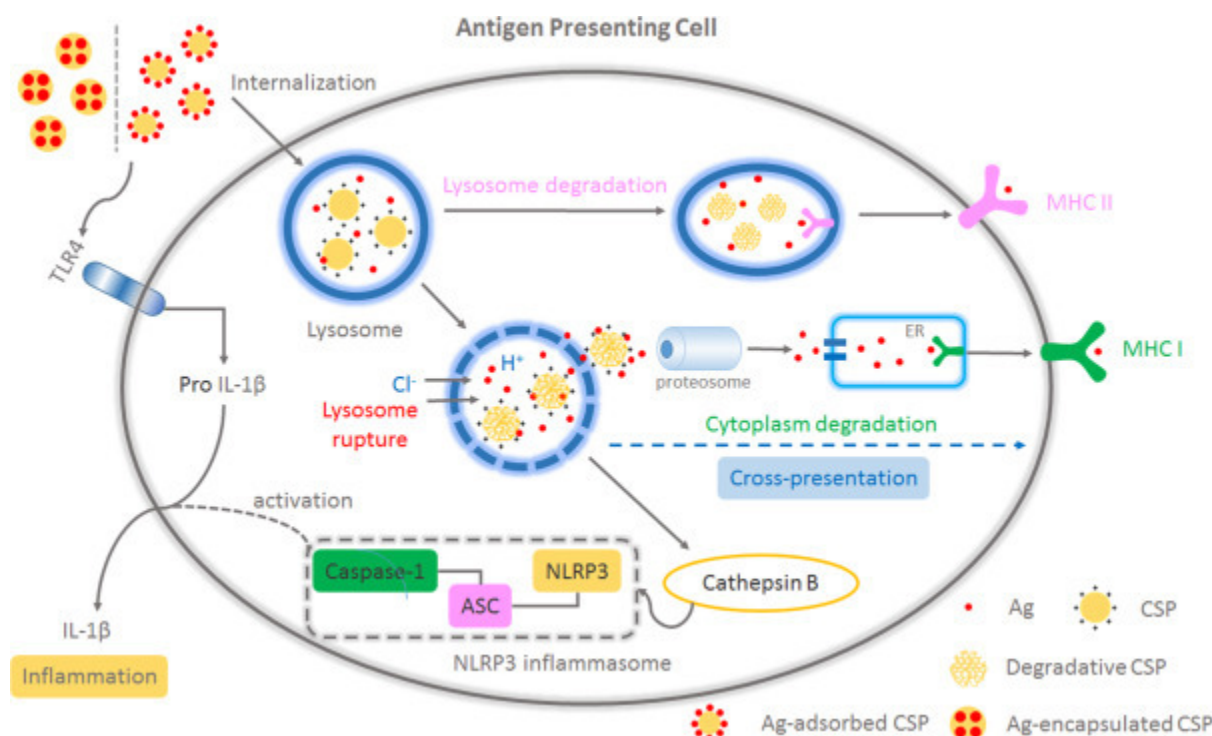 Antigen Presenting Cell
Internalization
Lysosome degradation
MHC II
TLR4
Lysosome
ER
MHC I
H⁺
proteosome
Pro IL-1β
Cl⁻
Lysosome
rupture
Cytoplasm degradation
Cross-presentation
activation
Caspase-1
NLRP3
ASC
Cathepsin B
Ag
CSP
IL-1β
NLRP3 inflammasome
Inflammation
Degradative CSP
Ag-adsorbed CSP
Ag-encapsulated CSP